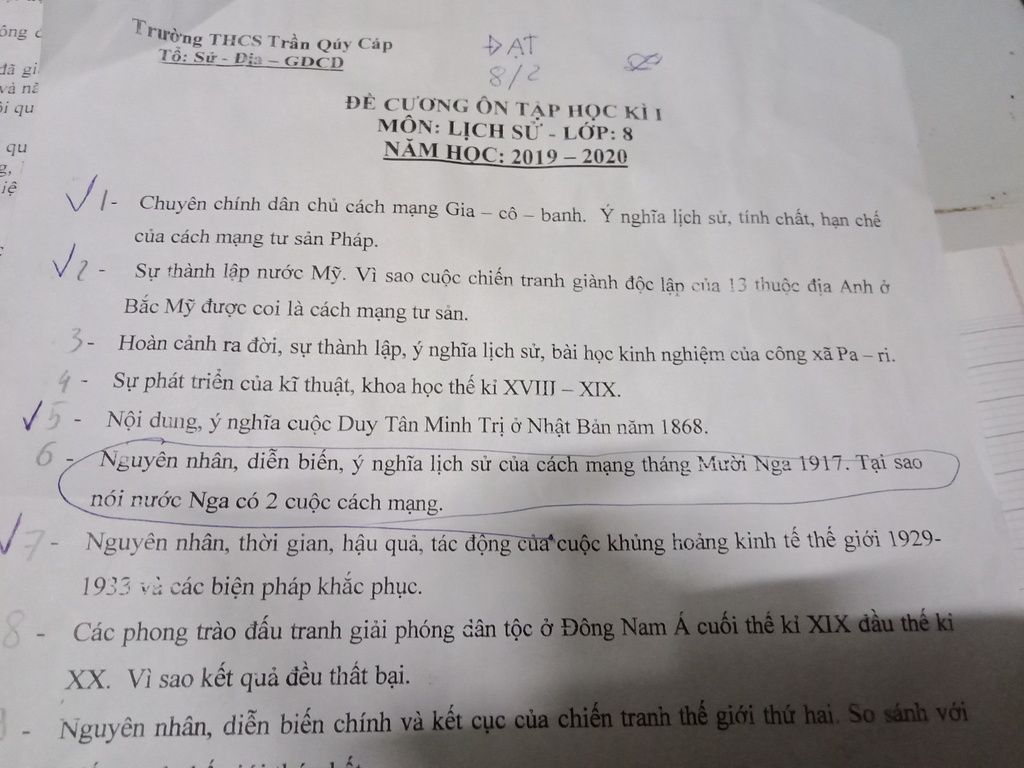 ông
đã gi
và nă
ội qu
qu
g,
iệ
Trường THCS Trần Qúy Cáp
Tổ: Sử - Địa – GDCD
ĐẠT
8/2
ĐỀ CƯƠNG ÔN TẬP HỌC KÌ I
MÔN: LỊCH SỬ - LỚP: 8
NĂM HỌC: 2019 – 2020
1- Chuyên chính dân chủ cách mạng Gia – cô – banh. Ý nghĩa lịch sử, tính chất, hạn chế
của cách mạng tư sản Pháp.
2 - Sự thành lập nước Mỹ. Vì sao cuộc chiến tranh giành độc lập của 13 thuộc địa Anh ở
Bắc Mỹ được coi là cách mạng tư sản.
3 - Hoàn cảnh ra đời, sự thành lập, ý nghĩa lịch sử, bài học kinh nghiệm của công xã Pa – ri.
4 - Sự phát triển của kĩ thuật, khoa học thế kỉ XVIII – XIX.
5 - Nội dung, ý nghĩa cuộc Duy Tân Minh Trị ở Nhật Bản năm 1868.
6 - Nguyên nhân, diễn biến, ý nghĩa lịch sử của cách mạng tháng Mười Nga 1917. Tại sao
nói nước Nga có 2 cuộc cách mạng.
7 - Nguyên nhân, thời gian, hậu quả, tác động của cuộc khủng hoảng kinh tế thế giới 1929-
1933 và các biện pháp khắc phục.
8 - Các phong trào đấu tranh giải phóng dân tộc ở Đông Nam Á cuối thế kỉ XIX đầu thế kỉ
XX. Vì sao kết quả đều thất bại.
- Nguyên nhân, diễn biến chính và kết cục của chiến tranh thế giới thứ hai. So sánh với